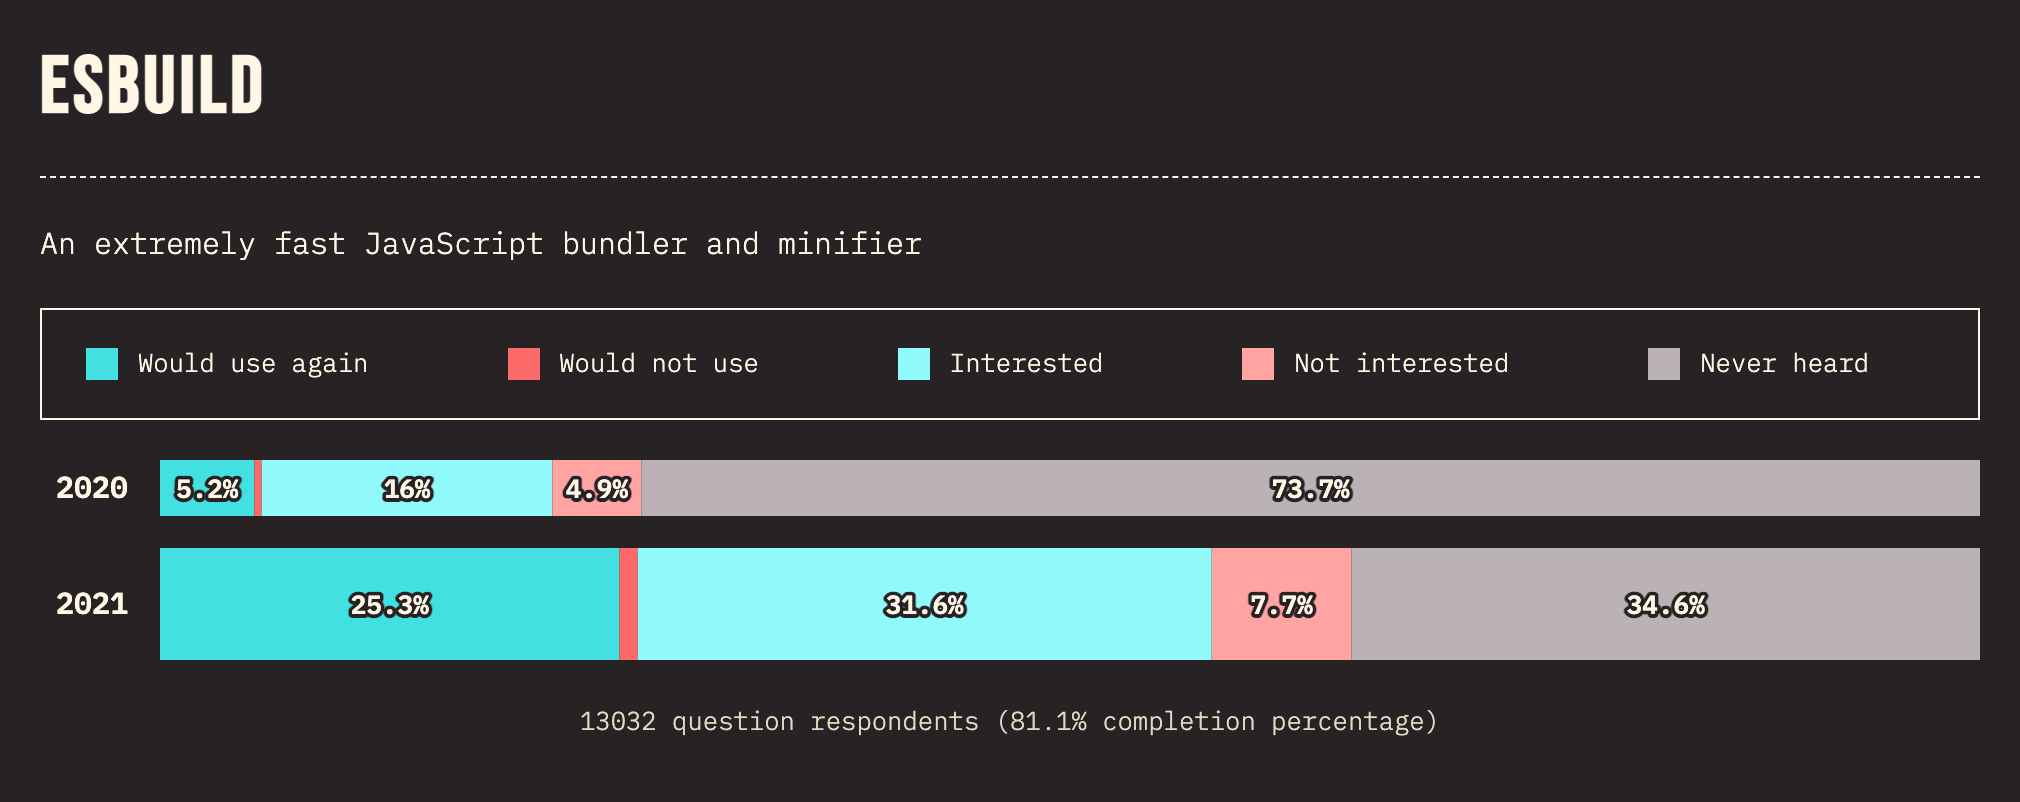 ESBUILD
An extremely fast JavaScript bundler and minifier
Would use again Would not use Interested Not interested Never heard
2020 5.2% 16% 4.9% 73.7%
2021 25.3% 31.6% 7.7% 34.6%
13032 question respondents (81.1% completion percentage)